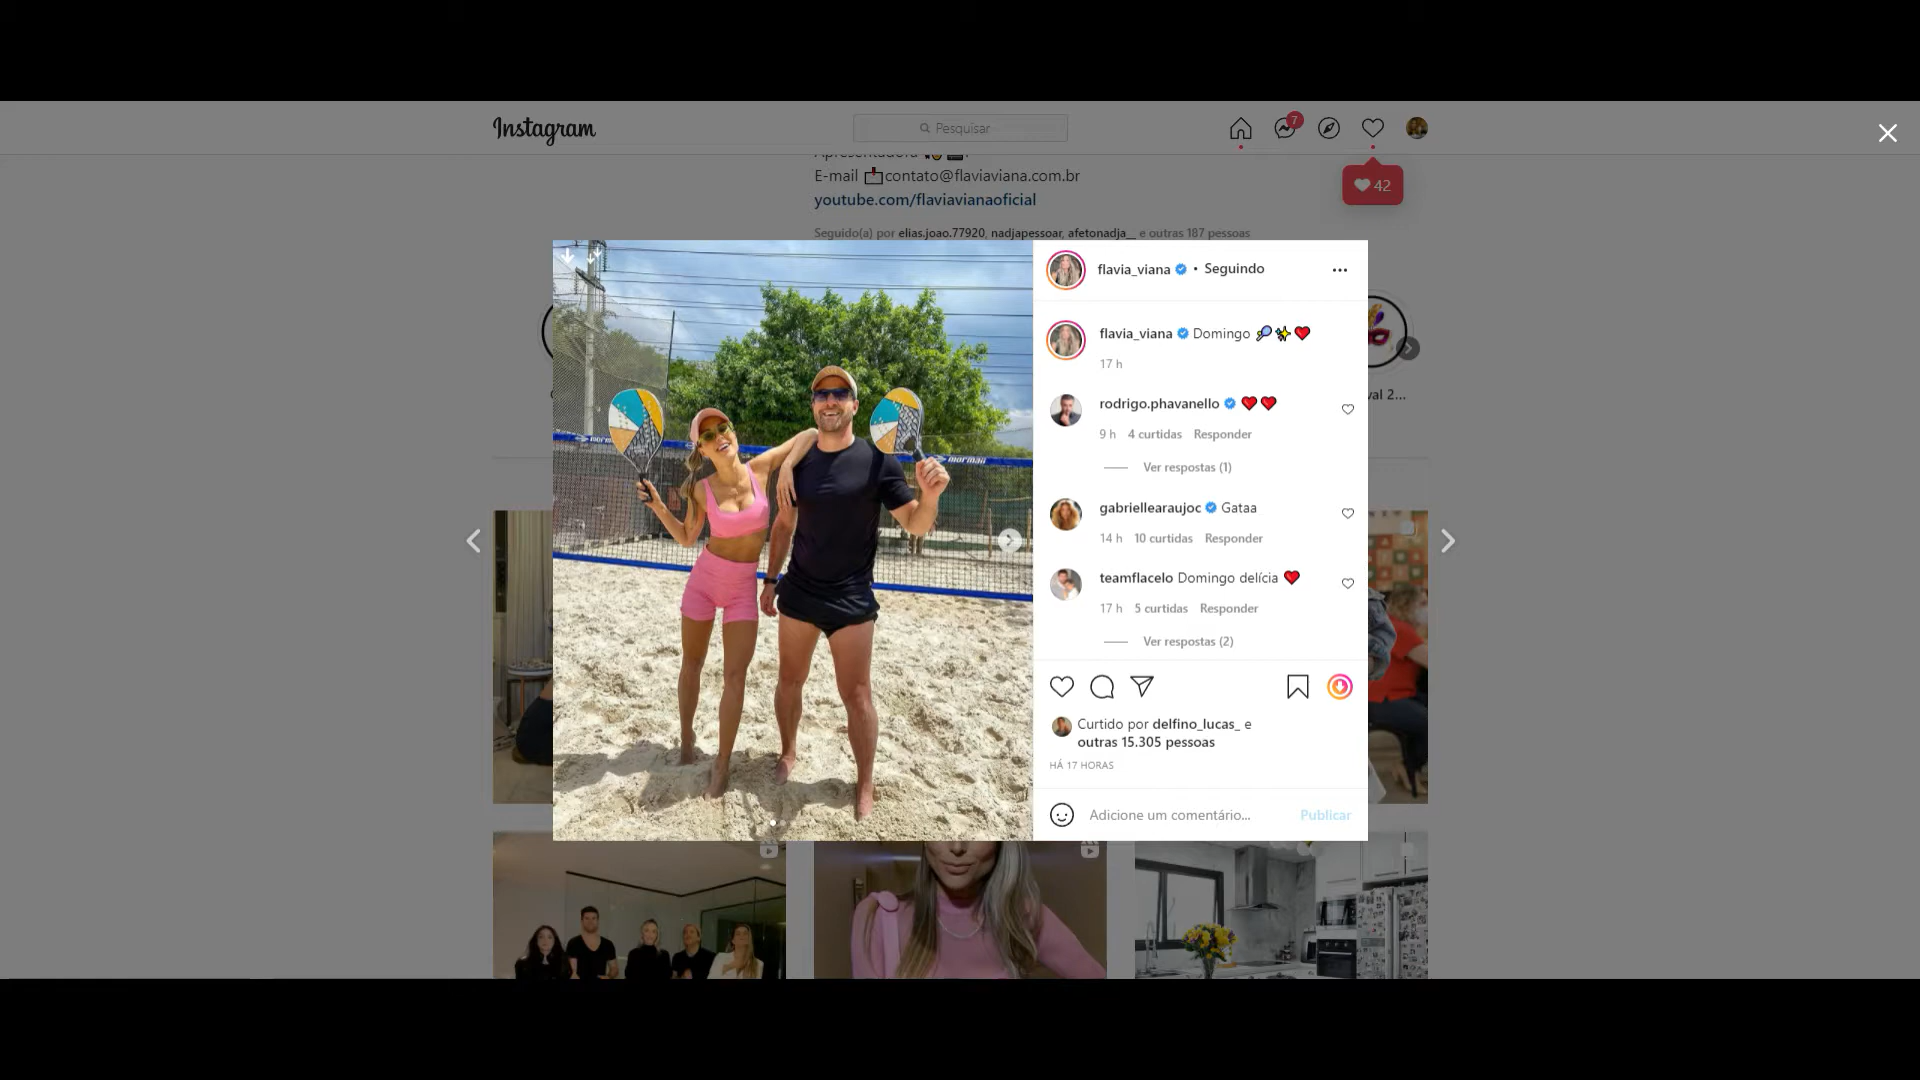 Instagram
Pesquisar
7
Apresentadora
E-mail 📩contato@flaviaviana.com.br
42
youtube.com/flaviavianaoficial
Seguido(a) por elias.joao.77920, nadjapessoar, afetonadja__ e outras 187 pessoas
flavia_viana • Seguindo
flavia_viana Domingo 🎾✨❤️
17 h
rodrigo.phavanello ❤️❤️
9 h 4 curtidas Responder
Ver respostas (1)
gabriellearaujoc Gataa
14 h 10 curtidas Responder
teamflacelo Domingo delícia ❤️
17 h 5 curtidas Responder
Ver respostas (2)
Curtido por delfino_lucas_ e
outras 15.305 pessoas
HÁ 17 HORAS
Adicione um comentário... Publicar
val 2...
mormaii